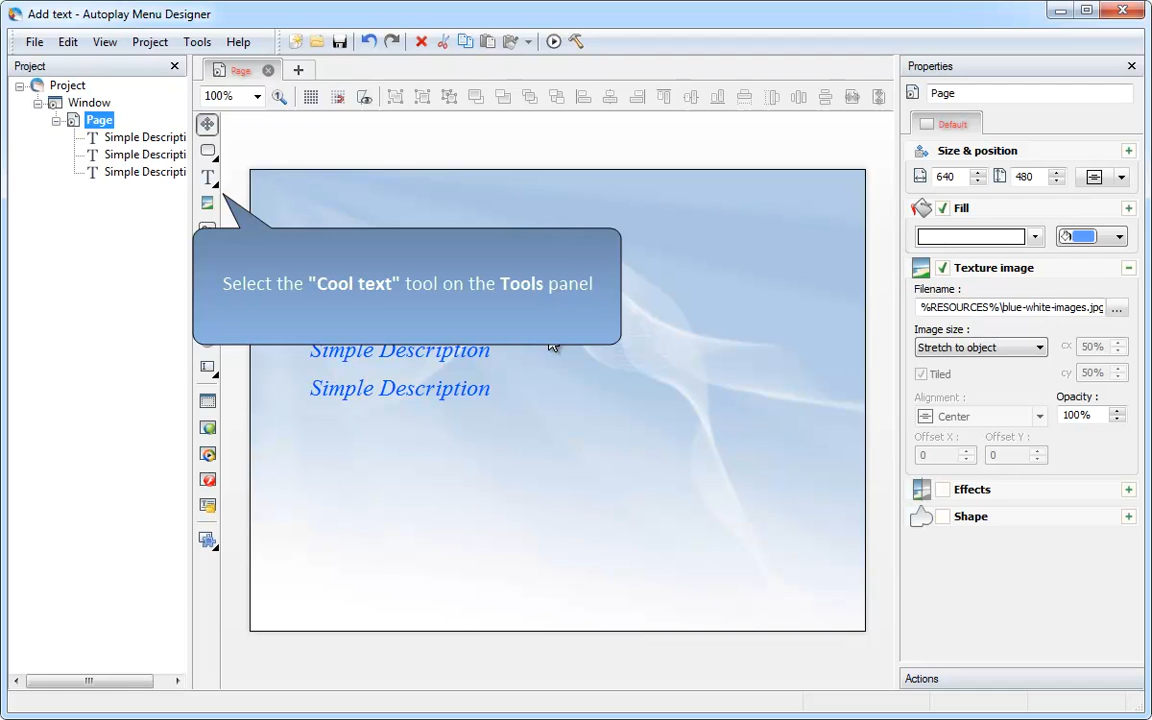 Add text - Autoplay Menu Designer
File Edit View Project Tools Help
Project
Project
Window
Page
Simple Descripti
Simple Descripti
Simple Descripti
Page
100%
Select the "Cool text" tool on the Tools panel
Simple Description
Simple Description
Properties
Page
Default
Size & position
640 480
Fill
Texture image
Filename :
%RESOURCES%\blue-white-images.jpg ...
Image size :
Stretch to object cx 50%
Tiled cy 50%
Alignment : Opacity :
Center 100%
Offset X : Offset Y :
0 0
Effects
Shape
Actions